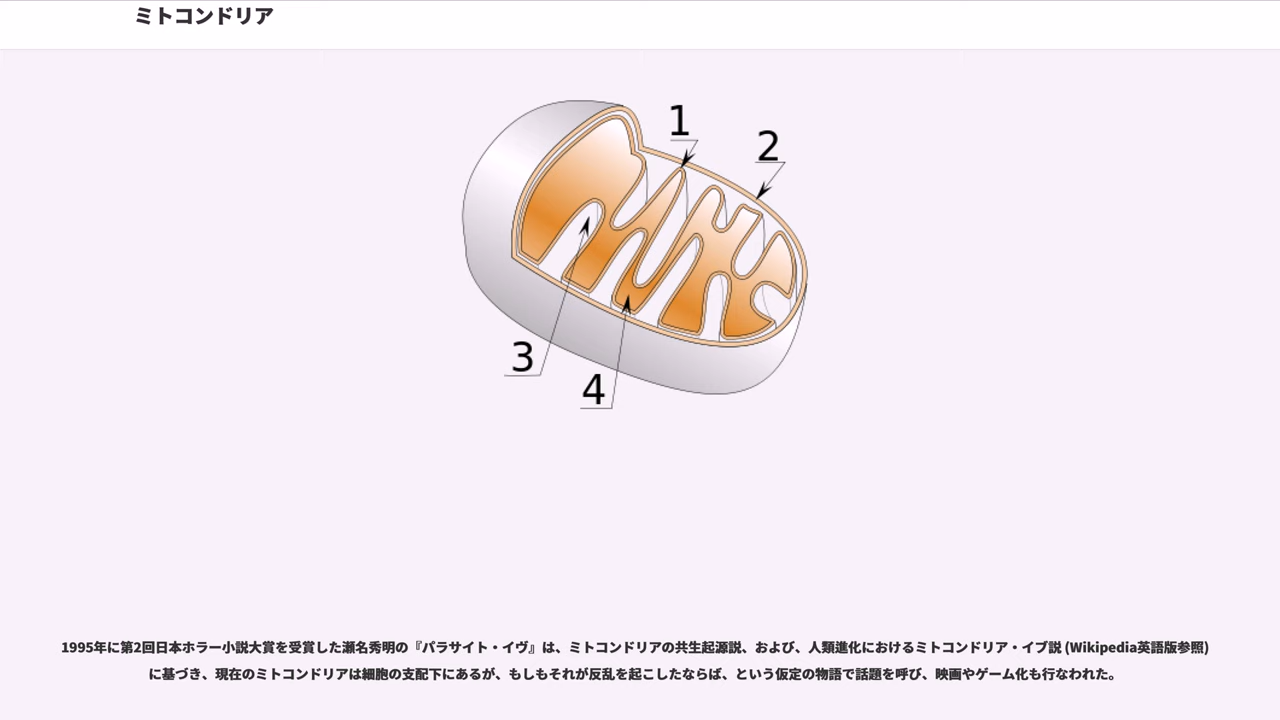 ミトコンドリア
1
2
3
4
1995年に第2回日本ホラー小説大賞を受賞した瀬名秀明の『パラサイト・イヴ』は、ミトコンドリアの共生起源説、および、人類進化におけるミトコンドリア・イブ説 (Wikipedia英語版参照)
に基づき、現在のミトコンドリアは細胞の支配下にあるが、もしもそれが反乱を起こしたならば、という仮定の物語で話題を呼び、映画やゲーム化も行なわれた。